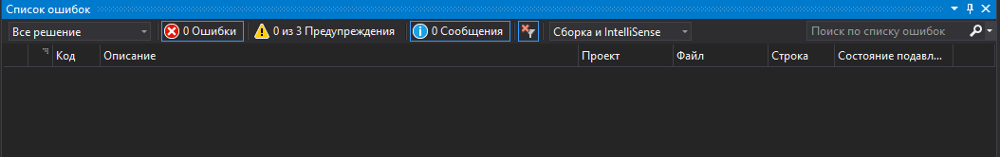 Список ошибок
Все решение 0 Ошибки 0 из 3 Предупреждения 0 Сообщения Сборка и IntelliSense Поиск по списку ошибок
Код Описание Проект Файл Строка Состояние подавл...